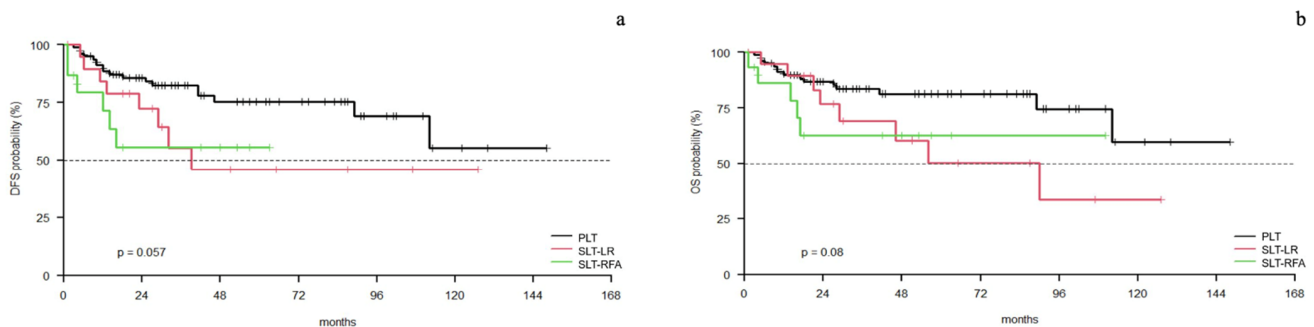 a
100
75
50
25
0
DFS probability (%)
p = 0.057
PLT
SLT-LR
SLT-RFA
0 24 48 72 96 120 144 168
months
b
100
75
50
25
0
OS probability (%)
p = 0.08
PLT
SLT-LR
SLT-RFA
0 24 48 72 96 120 144 168
months